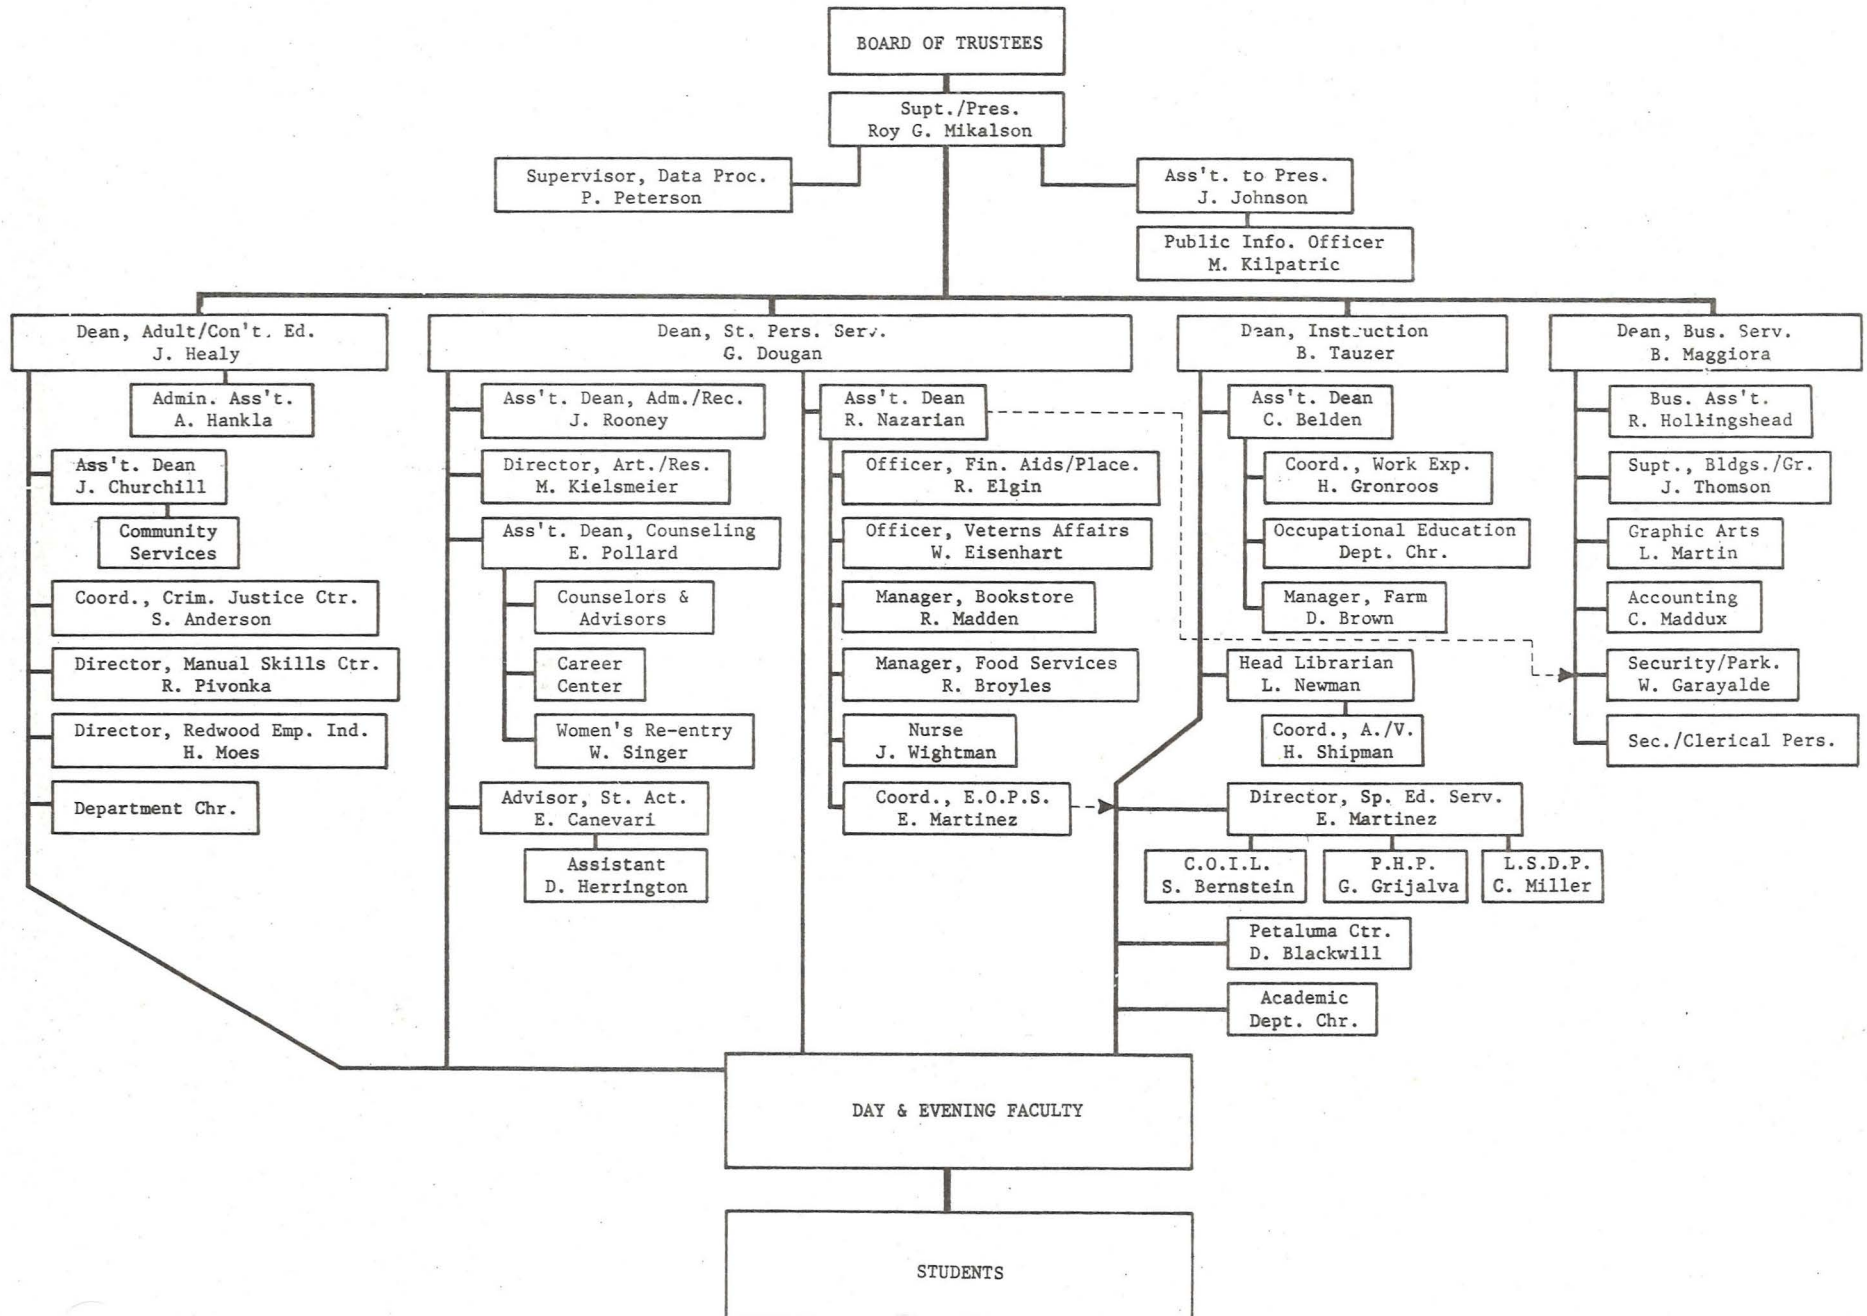 BOARD OF TRUSTEES
Supt./Pres.
Roy G. Mikalson
Supervisor, Data Proc.
P. Peterson
Ass't. to Pres.
J. Johnson
Public Info. Officer
M. Kilpatric
Dean, Adult/Con't. Ed.
J. Healy
Admin. Ass't.
A. Hankla
Ass't. Dean
J. Churchill
Community
Services
Coord., Crim. Justice Ctr.
S. Anderson
Director, Manual Skills Ctr.
R. Pivonka
Director, Redwood Emp. Ind.
H. Moes
Department Chr.
Dean, St. Pers. Serv.
G. Dougan
Ass't. Dean, Adm./Rec.
J. Rooney
Director, Art./Res.
M. Kielsmeier
Ass't. Dean, Counseling
E. Pollard
Counselors &
Advisors
Career
Center
Women's Re-entry
W. Singer
Advisor, St. Act.
E. Canevari
Assistant
D. Herrington
Ass't. Dean
R. Nazarian
Officer, Fin. Aids/Place.
R. Elgin
Officer, Veterns Affairs
W. Eisenhart
Manager, Bookstore
R. Madden
Manager, Food Services
R. Broyles
Nurse
J. Wightman
Coord., E.O.P.S.
E. Martinez
Dean, Instruction
B. Tauzer
Ass't. Dean
C. Belden
Coord., Work Exp.
H. Gronroos
Occupational Education
Dept. Chr.
Manager, Farm
D. Brown
Head Librarian
L. Newman
Coord., A./V.
H. Shipman
Director, Sp. Ed. Serv.
E. Martinez
C.O.I.L.
S. Bernstein
P.H.P.
G. Grijalva
L.S.D.P.
C. Miller
Petaluma Ctr.
D. Blackwill
Academic
Dept. Chr.
Dean, Bus. Serv.
B. Maggiora
Bus. Ass't.
R. Hollingshead
Supt., Bldgs./Gr.
J. Thomson
Graphic Arts
L. Martin
Accounting
C. Maddux
Security/Park.
W. Garayalde
Sec./Clerical Pers.
DAY & EVENING FACULTY
STUDENTS